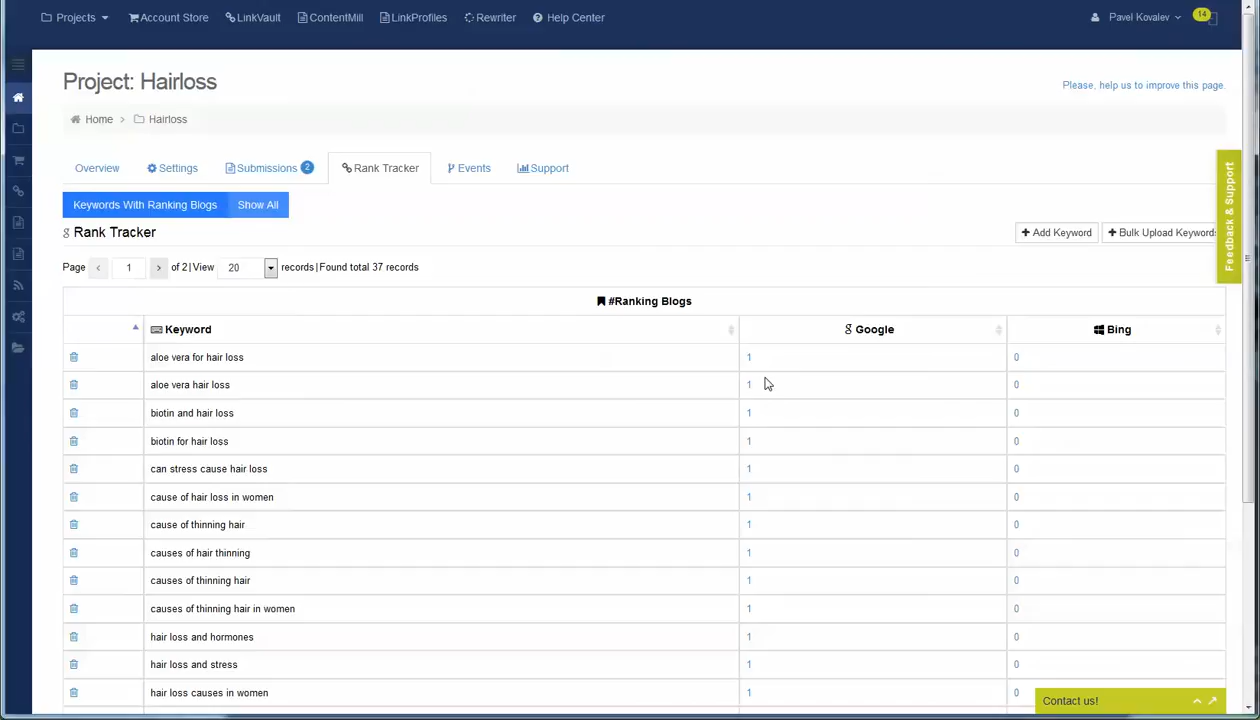 Projects Account Store LinkVault ContentMill LinkProfiles Rewriter Help Center Pavel Kovalev 14
Project: Hairloss
Please, help us to improve this page.
Home > Hairloss
Overview Settings Submissions 2 Rank Tracker Events Support
Keywords With Ranking Blogs Show All
Rank Tracker
+ Add Keyword + Bulk Upload Keywords
Feedback & Support
Page < 1 > of 2 | View 20 records | Found total 37 records
#Ranking Blogs
Keyword Google Bing
aloe vera for hair loss 1 0
aloe vera hair loss 1 0
biotin and hair loss 1 0
biotin for hair loss 1 0
can stress cause hair loss 1 0
cause of hair loss in women 1 0
cause of thinning hair 1 0
causes of hair thinning 1 0
causes of thinning hair 1 0
causes of thinning hair in women 1 0
hair loss and hormones 1 0
hair loss and stress 1 0
hair loss causes in women 1 0
Contact us!